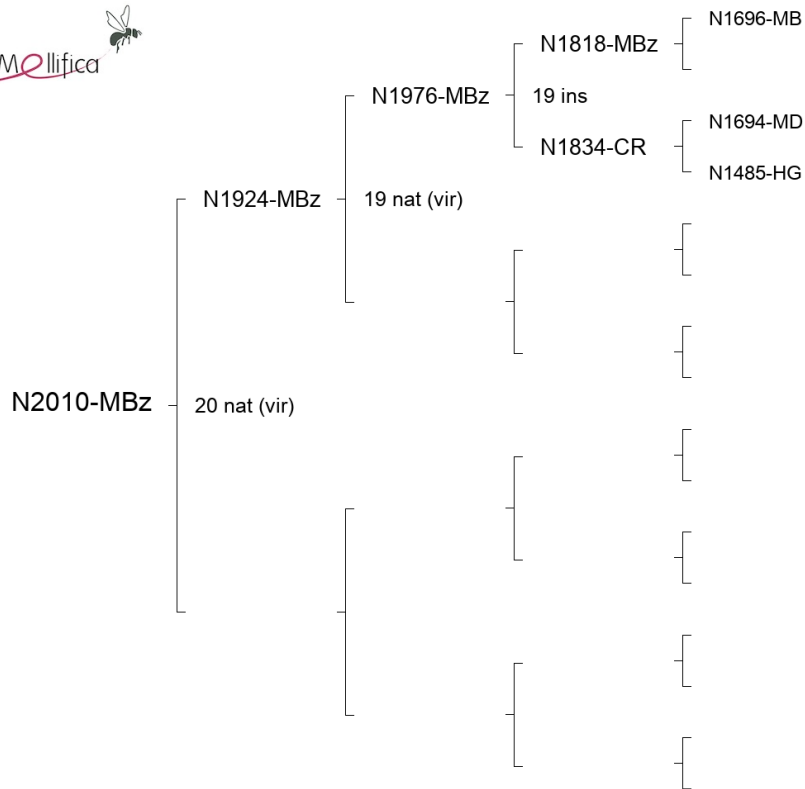 Mellifica
N1696-MB
N1818-MBz
N1976-MBz
19 ins
N1694-MD
N1834-CR
N1485-HG
N1924-MBz
19 nat (vir)
N2010-MBz
20 nat (vir)